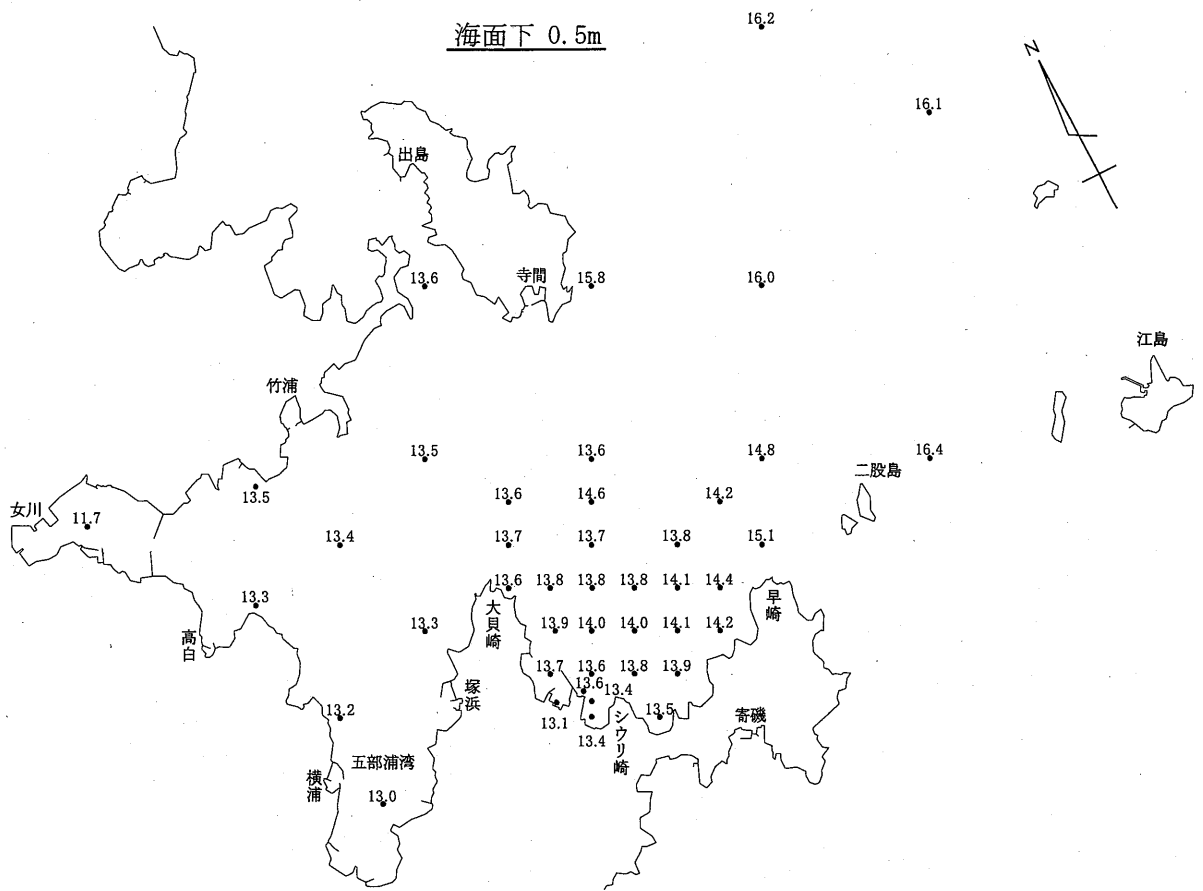 海面下 0.5m
16.2
N
16.1
出島
13.6
寺間
15.8
16.0
江島
竹浦
13.5
13.6
14.8
16.4
二股島
13.5
13.6
14.6
14.2
女川
11.7
13.4
13.7
13.7
13.8
15.1
13.6
13.8
13.8
13.8
14.1
14.4
大貝崎
早崎
13.3
13.3
13.9
14.0
14.0
14.1
14.2
高白
13.7
13.6
13.8
13.9
塚浜
13.6
13.4
13.1
13.4
シウリ崎
13.5
寄磯
13.2
五部浦湾
横浦
13.0